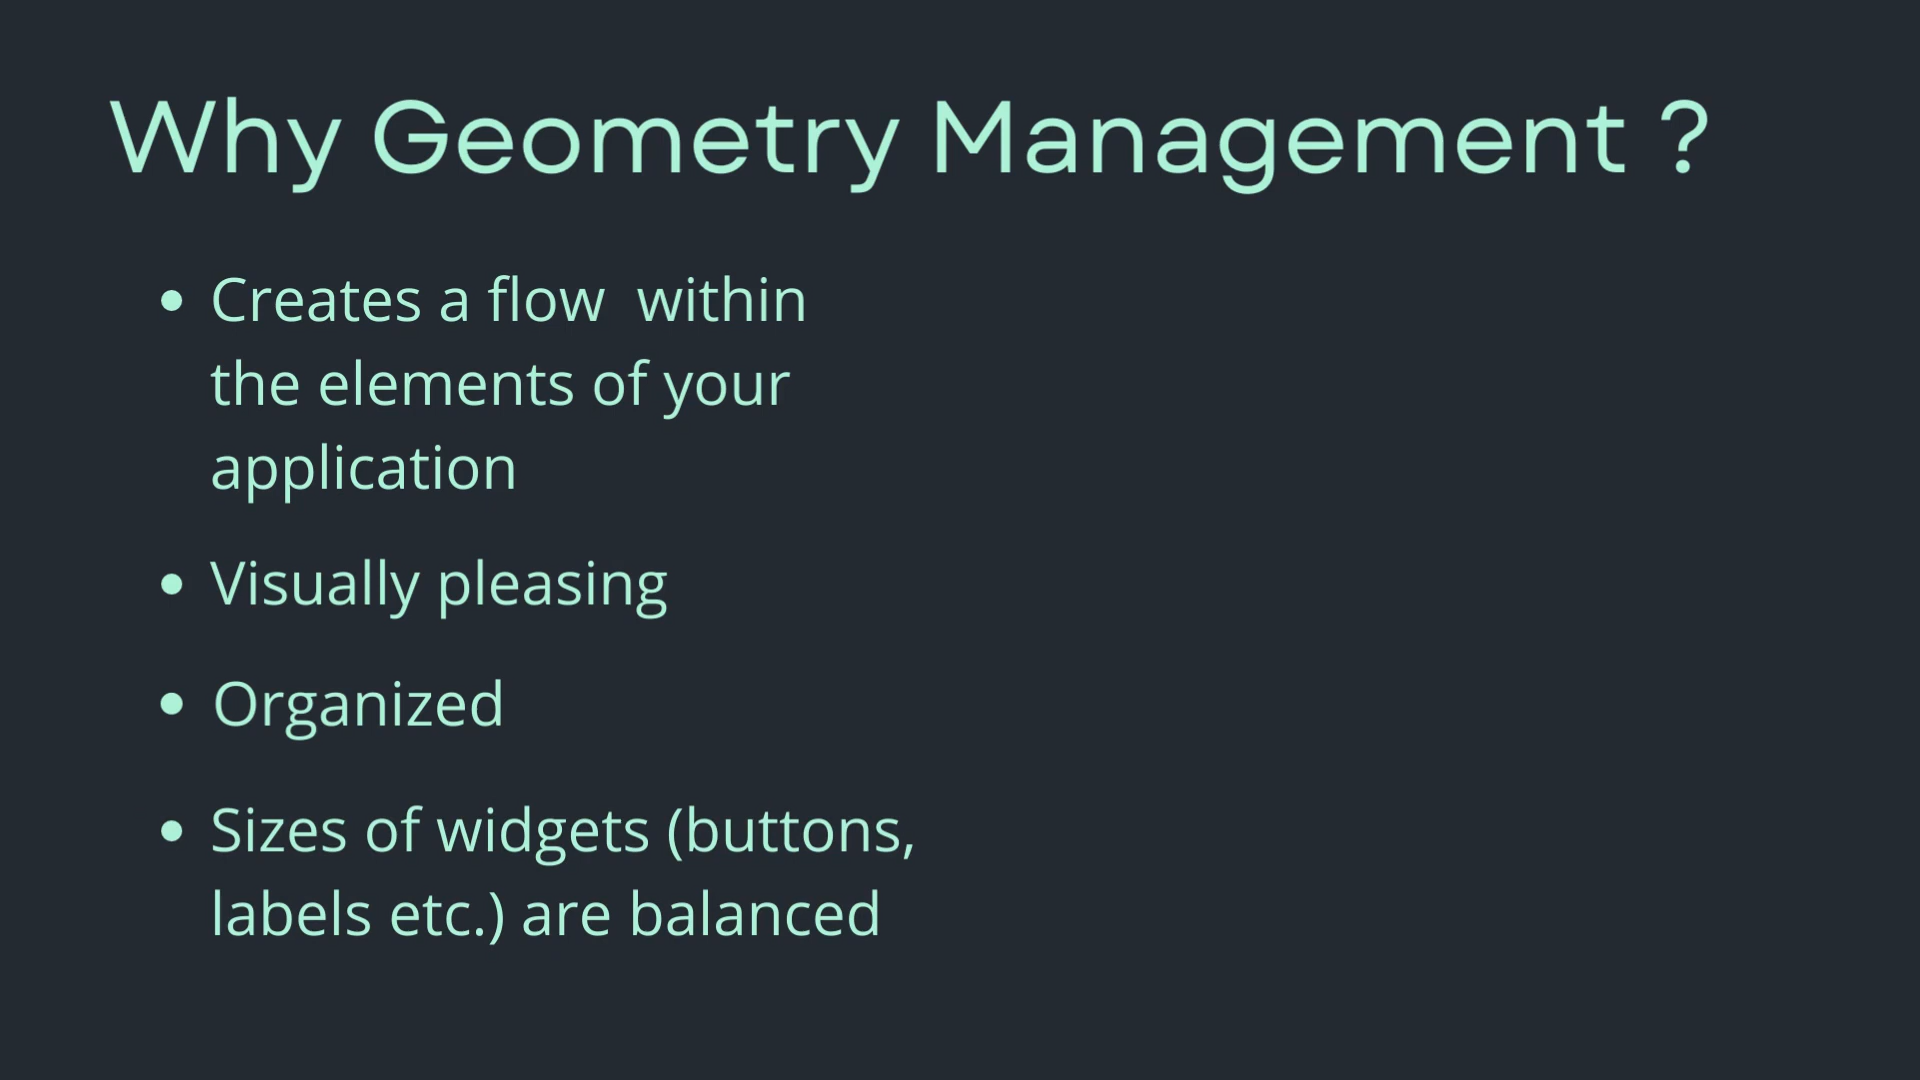 Why Geometry Management ?
• Creates a flow  within
the elements of your
application
• Visually pleasing
• Organized
• Sizes of widgets (buttons,
labels etc.) are balanced